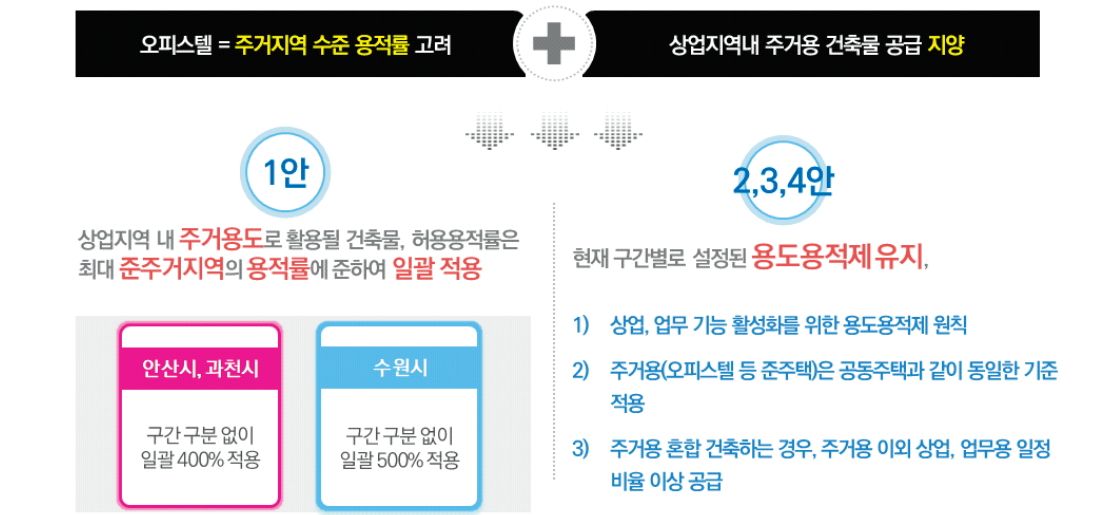 오피스텔 = 주거지역 수준 용적률 고려
상업지역내 주거용 건축물 공급 지양
1안
상업지역 내 주거용도로 활용될 건축물, 허용용적률은
최대 준주거지역의 용적률에 준하여 일괄 적용
안산시, 과천시
구간 구분 없이
일괄 400% 적용
수원시
구간 구분 없이
일괄 500% 적용
2,3,4안
현재 구간별로 설정된 용도용적제 유지,
1) 상업, 업무 기능 활성화를 위한 용도용적제 원칙
2) 주거용(오피스텔 등 준주택)은 공동주택과 같이 동일한 기준
적용
3) 주거용 혼합 건축하는 경우, 주거용 이외 상업, 업무용 일정
비율 이상 공급